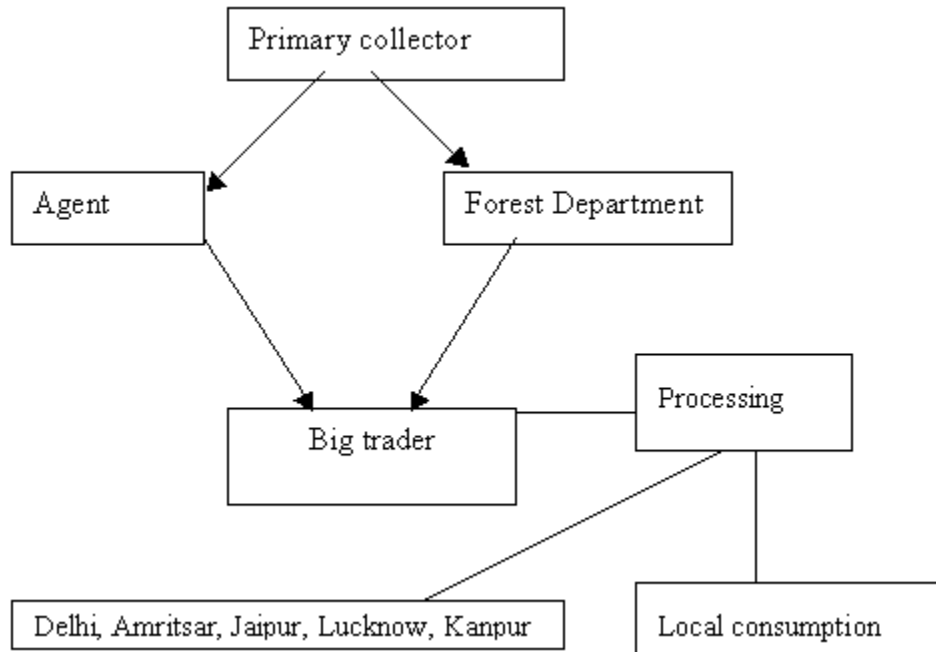 Primary collector
Agent
Forest Department
Processing
Big trader
Delhi, Amritsar, Jaipur, Lucknow, Kanpur
Local consumption